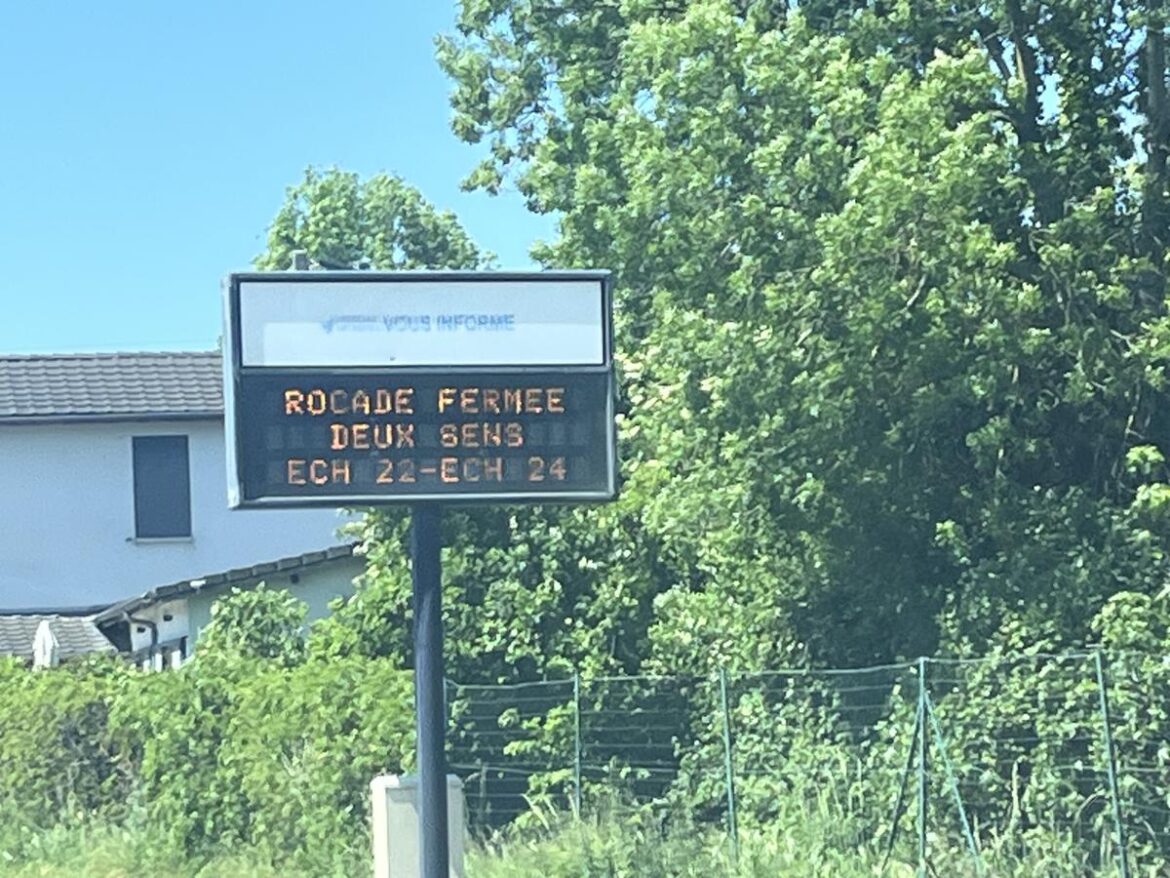 VOUS INFORME
ROCADE FERMEE
DEUX SENS
ECH 22-ECH 24